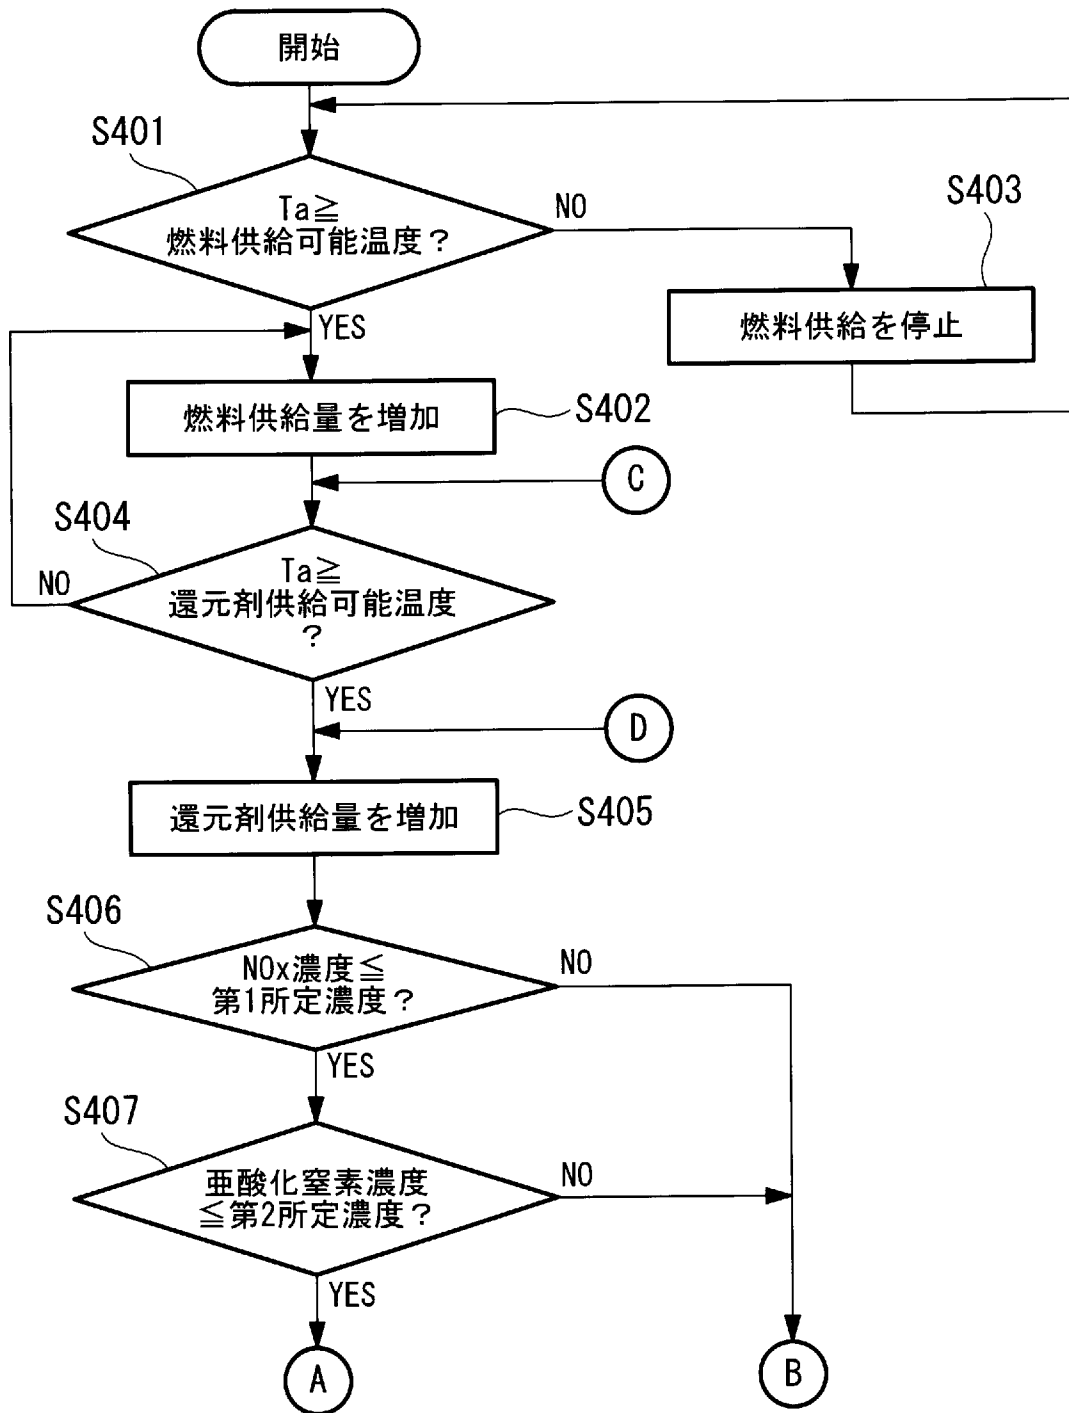 開始
S401
Ta≧
燃料供給可能温度？
NO
S403
燃料供給を停止
YES
燃料供給量を増加
S402
C
S404
Ta≧
還元剤供給可能温度
？
NO
YES
D
還元剤供給量を増加
S405
S406
NOx濃度≦
第1所定濃度？
NO
YES
S407
亜酸化窒素濃度
≦第2所定濃度？
NO
YES
A
B